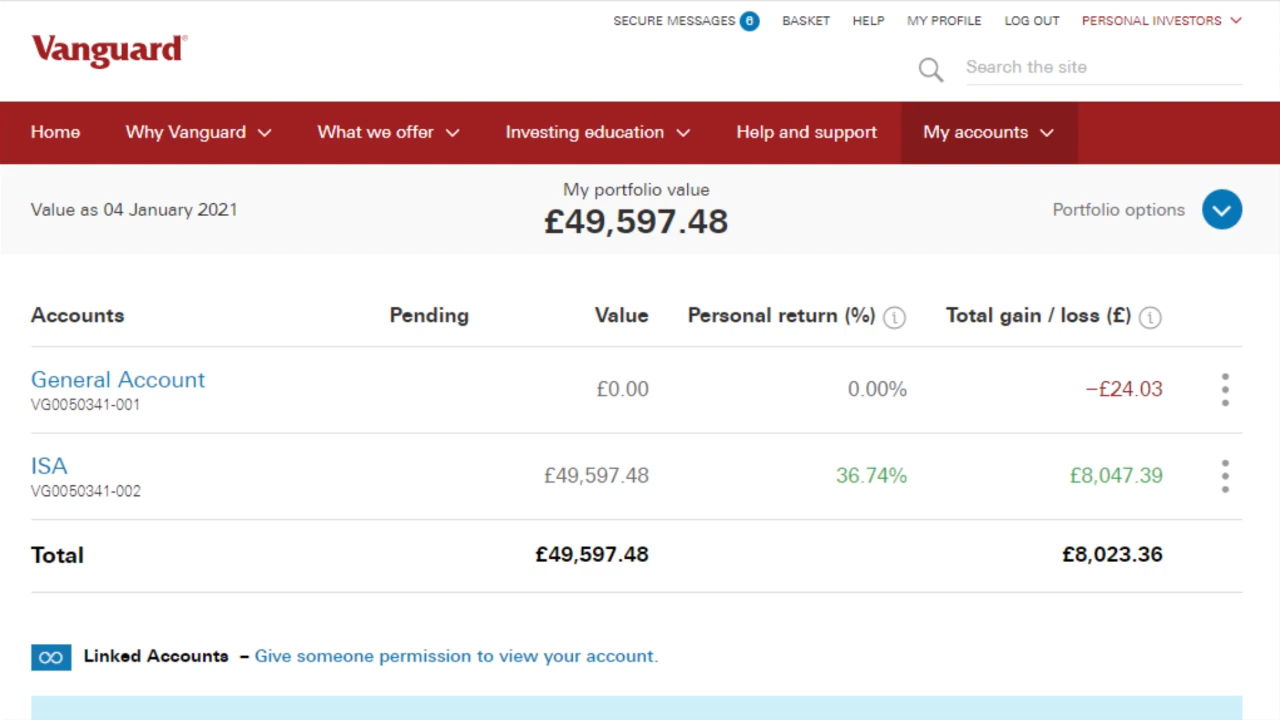 SECURE MESSAGES 6 BASKET HELP MY PROFILE LOG OUT PERSONAL INVESTORS
Vanguard®
Search the site
Home Why Vanguard What we offer Investing education Help and support My accounts
My portfolio value
Value as 04 January 2021 £49,597.48 Portfolio options
Accounts Pending Value Personal return (%) i Total gain / loss (£) i
General Account £0.00 0.00% −£24.03
VG0050341-001
ISA £49,597.48 36.74% £8,047.39
VG0050341-002
Total £49,597.48 £8,023.36
Linked Accounts – Give someone permission to view your account.